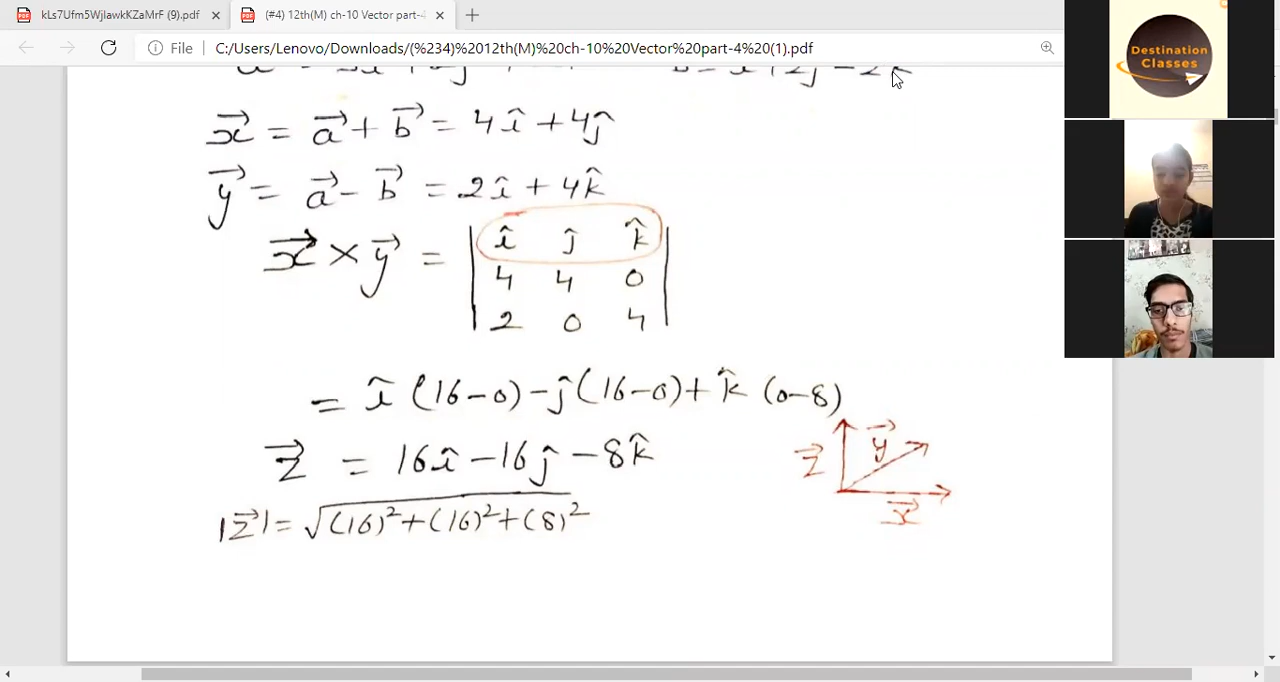 kLs7Ufm5WjlawkKZaMrF (9).pdf
(#4) 12th(M) ch-10 Vector part-4
File | C:/Users/Lenovo/Downloads/(%234)%2012th(M)%20ch-10%20Vector%20part-4%20(1).pdf
Destination
Classes
x⃗ = a⃗ + b⃗ = 4î + 4ĵ
y⃗ = a⃗ - b⃗ = 2î + 4k̂
x⃗ × y⃗ = | î ĵ k̂ |
4 4 0
2 0 4
= î (16-0) - ĵ (16-0) + k̂ (0-8)
z⃗ = 16î - 16ĵ - 8k̂
z⃗ y⃗
x⃗
|z⃗| = √(16)² + (16)² + (8)²